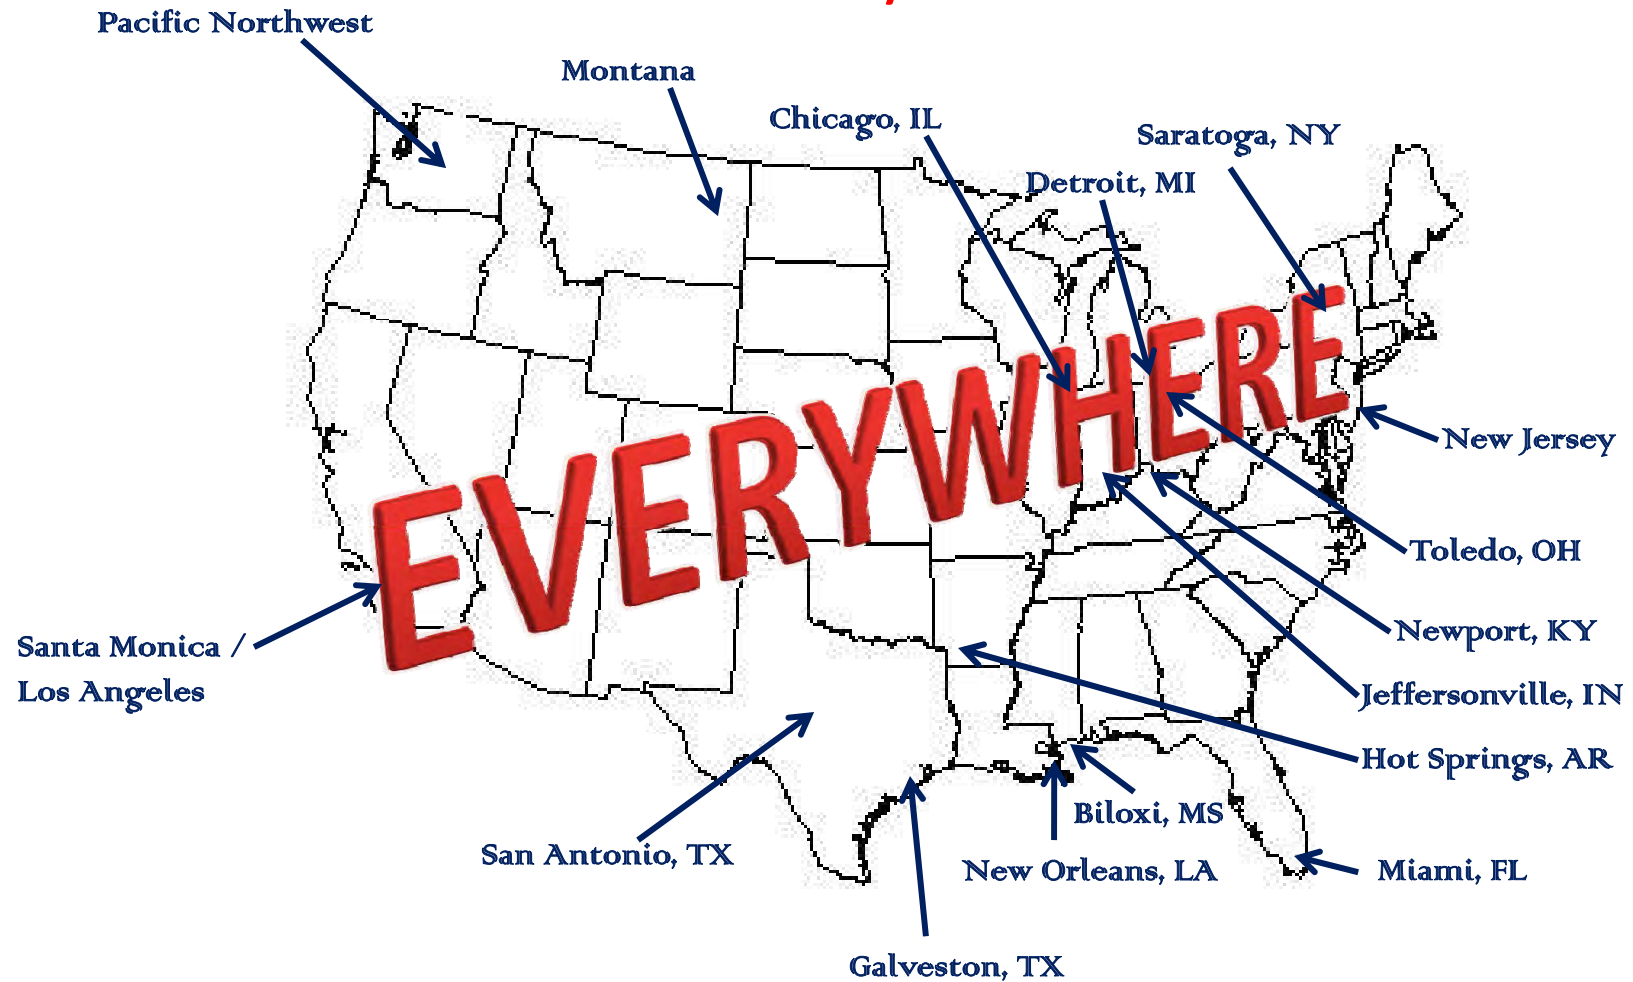 Pacific Northwest
Montana
Chicago, IL
Saratoga, NY
Detroit, MI
EVERYWHERE
New Jersey
Toledo, OH
Newport, KY
Santa Monica /
Los Angeles
Jeffersonville, IN
Hot Springs, AR
Biloxi, MS
San Antonio, TX
New Orleans, LA
Miami, FL
Galveston, TX